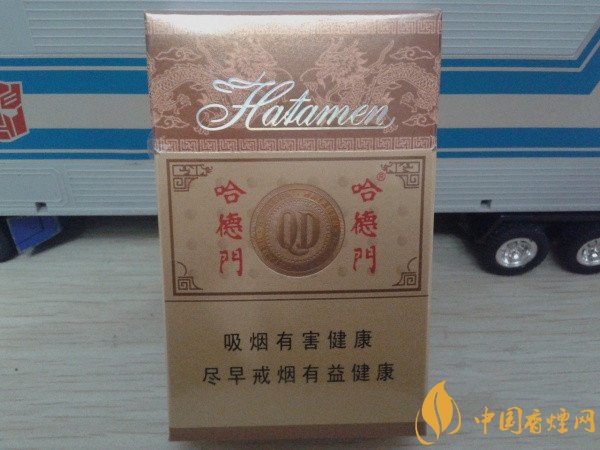 Hatamen
哈德門
QD
哈德門®
吸烟有害健康
尽早戒烟有益健康
中国香煙网